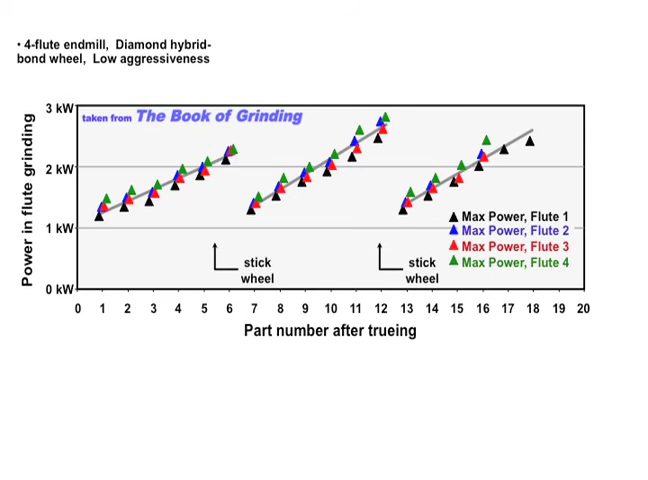 • 4-flute endmill,  Diamond hybrid-
bond wheel,  Low aggressiveness
3 kW
taken from The Book of Grinding
2 kW
1 kW
0 kW
Power in flute grinding
Max Power, Flute 1
Max Power, Flute 2
Max Power, Flute 3
Max Power, Flute 4
stick
wheel
stick
wheel
0 1 2 3 4 5 6 7 8 9 10 11 12 13 14 15 16 17 18 19 20
Part number after trueing